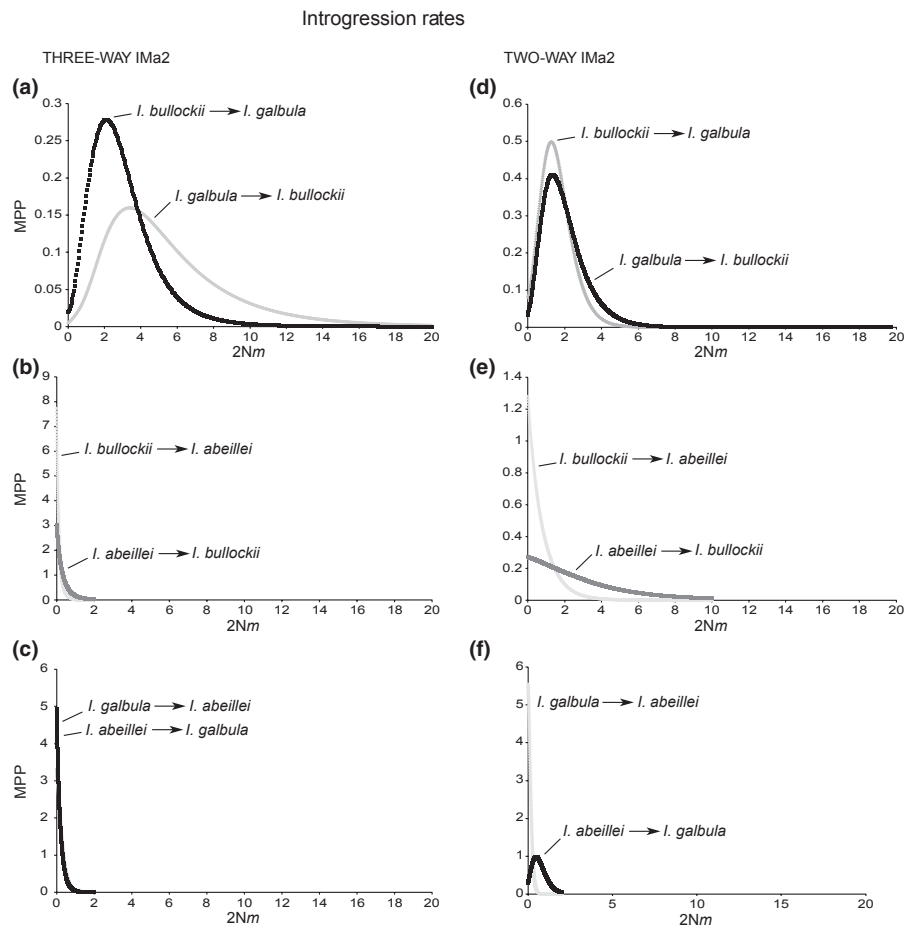 Introgression rates
THREE-WAY IMa2
TWO-WAY IMa2
(a)
0.3
0.25
0.2
0.15
0.1
0.05
0
MPP
I. bullockii → I. galbula
I. galbula → I. bullockii
0 2 4 6 8 10 12 14 16 18 20
2Nm
(d)
0.6
0.5
0.4
0.3
0.2
0.1
0
I. bullockii → I. galbula
I. galbula → I. bullockii
0 2 4 6 8 10 12 14 16 18 20
2Nm
(b)
9
8
7
6
5
4
3
2
1
0
MPP
I. bullockii → I. abeillei
I. abeillei → I. bullockii
0 2 4 6 8 10 12 14 16 18 20
2Nm
(e)
1.4
1.2
1
0.8
0.6
0.4
0.2
0
I. bullockii → I. abeillei
I. abeillei → I. bullockii
0 2 4 6 8 10 12 14 16 18 20
2Nm
(c)
6
5
4
3
2
1
0
MPP
I. galbula → I. abeillei
I. abeillei → I. galbula
0 2 4 6 8 10 12 14 16 18 20
2Nm
(f)
6
5
4
3
2
1
0
I. galbula → I. abeillei
I. abeillei → I. galbula
0 5 10 15 20
2Nm